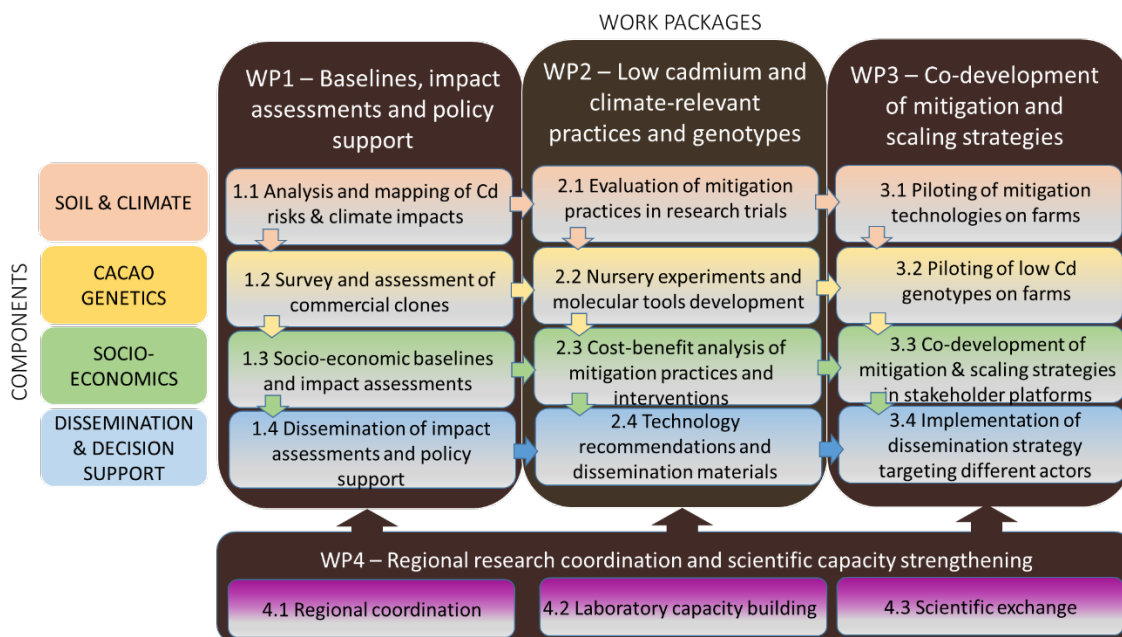 WORK PACKAGES
WP1 – Baselines, impact
assessments and policy
support
WP2 – Low cadmium and
climate-relevant
practices and genotypes
WP3 – Co-development
of mitigation and
scaling strategies
COMPONENTS
SOIL & CLIMATE
1.1 Analysis and mapping of Cd
risks & climate impacts
2.1 Evaluation of mitigation
practices in research trials
3.1 Piloting of mitigation
technologies on farms
CACAO
GENETICS
1.2 Survey and assessment of
commercial clones
2.2 Nursery experiments and
molecular tools development
3.2 Piloting of low Cd
genotypes on farms
SOCIO-
ECONOMICS
1.3 Socio-economic baselines
and impact assessments
2.3 Cost-benefit analysis of
mitigation practices and
interventions
3.3 Co-development of
mitigation & scaling strategies
in stakeholder platforms
DISSEMINATION
& DECISION
SUPPORT
1.4 Dissemination of impact
assessments and policy
support
2.4 Technology
recommendations and
dissemination materials
3.4 Implementation of
dissemination strategy
targeting different actors
WP4 – Regional research coordination and scientific capacity strengthening
4.1 Regional coordination
4.2 Laboratory capacity building
4.3 Scientific exchange